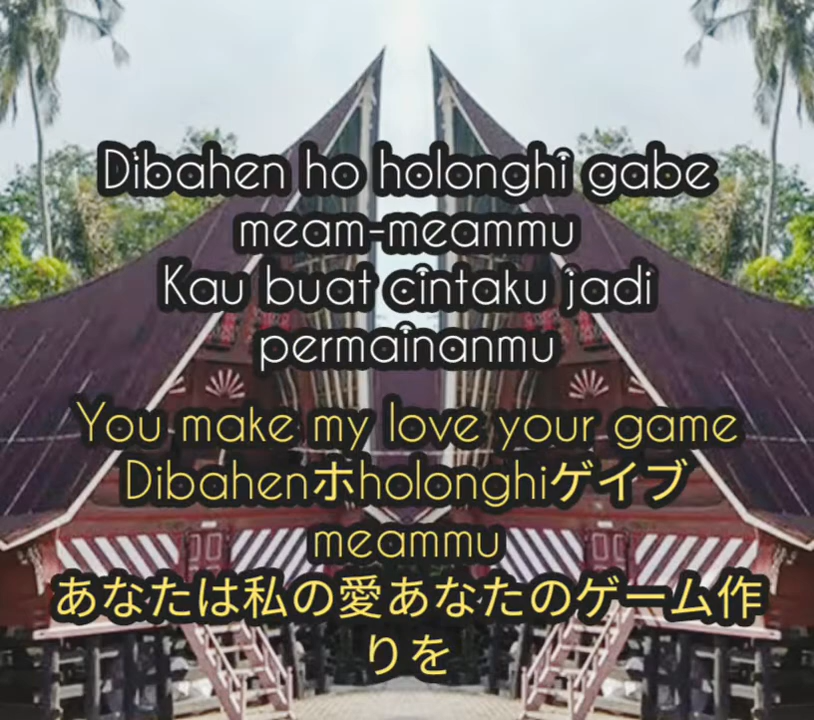 Dibahen ho holonghi gabe
meam-meammu
Kau buat cintaku jadi
permainanmu
You make my love your game
Dibahenホholonghiゲイブ
meammu
あなたは私の愛あなたのゲーム作
りを